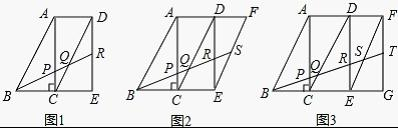 A D
P Q R
B C E
图1
A D F
P Q R S
B C E
图2
A D F
P Q R S T
B C E G
图3